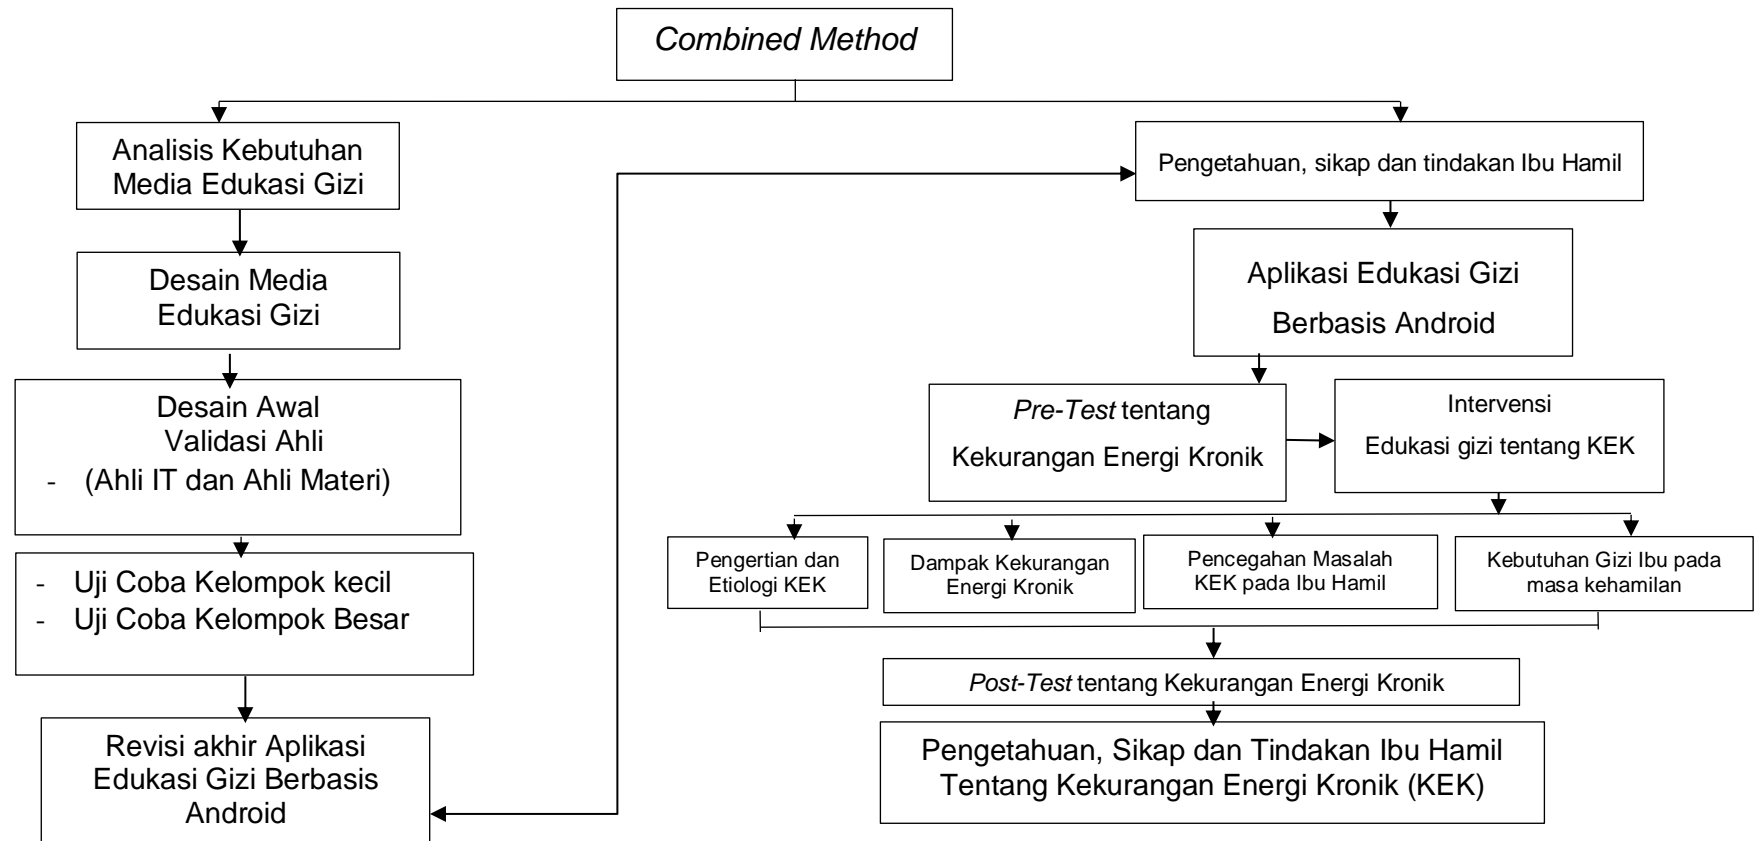 Combined Method
Analisis Kebutuhan
Media Edukasi Gizi
Desain Media
Edukasi Gizi
Desain Awal
Validasi Ahli
- (Ahli IT dan Ahli Materi)
- Uji Coba Kelompok kecil
- Uji Coba Kelompok Besar
Revisi akhir Aplikasi
Edukasi Gizi Berbasis
Android
Pengetahuan, sikap dan tindakan Ibu Hamil
Aplikasi Edukasi Gizi
Berbasis Android
Pre-Test tentang
Kekurangan Energi Kronik
Intervensi
Edukasi gizi tentang KEK
Pengertian dan
Etiologi KEK
Dampak Kekurangan
Energi Kronik
Pencegahan Masalah
KEK pada Ibu Hamil
Kebutuhan Gizi Ibu pada
masa kehamilan
Post-Test tentang Kekurangan Energi Kronik
Pengetahuan, Sikap dan Tindakan Ibu Hamil
Tentang Kekurangan Energi Kronik (KEK)